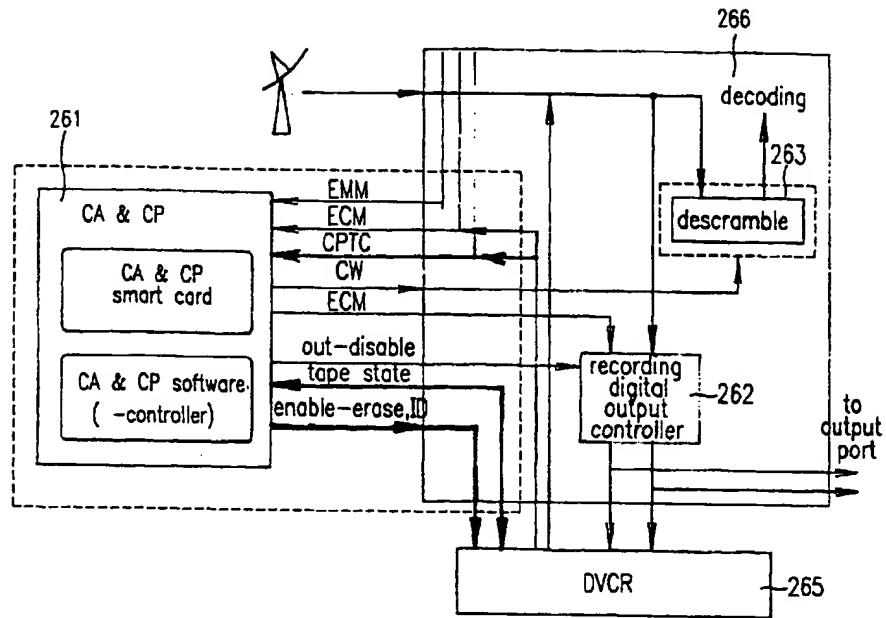 266
decoding
261
263
EMM
CA & CP
ECM
descramble
CPTC
CA & CP
smart card
CW
ECM
out-disable
tape state
CA & CP software
( -controller)
enable-erase,ID
recording
digital
output
controller
262
to
output
port
DVCR
265